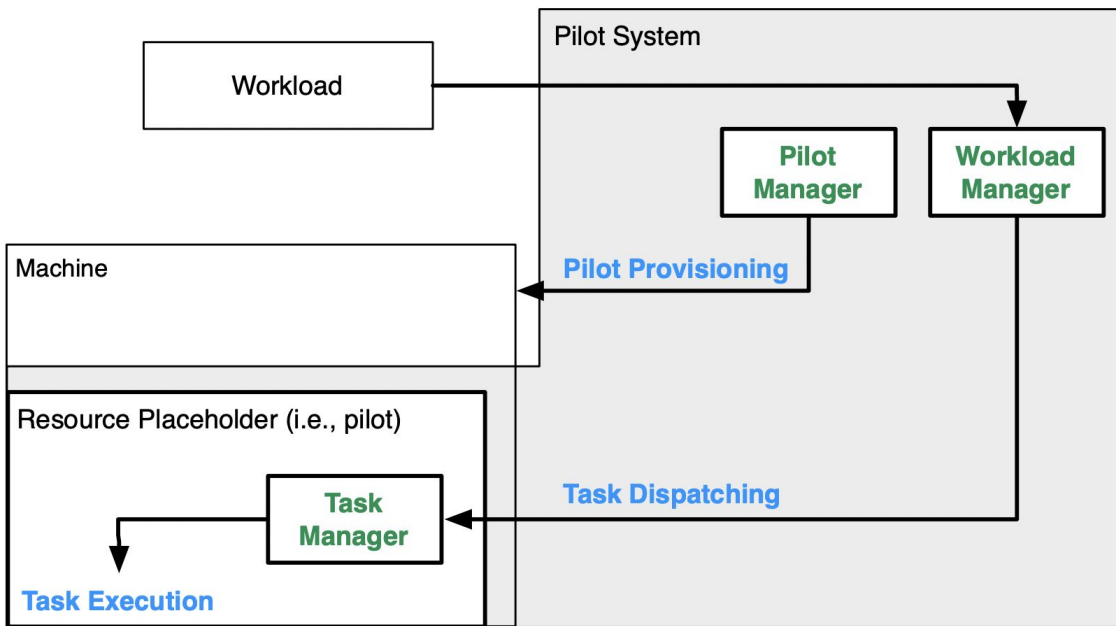 Pilot System
Workload
Pilot
Manager
Workload
Manager
Machine
Pilot Provisioning
Resource Placeholder (i.e., pilot)
Task
Manager
Task Dispatching
Task Execution